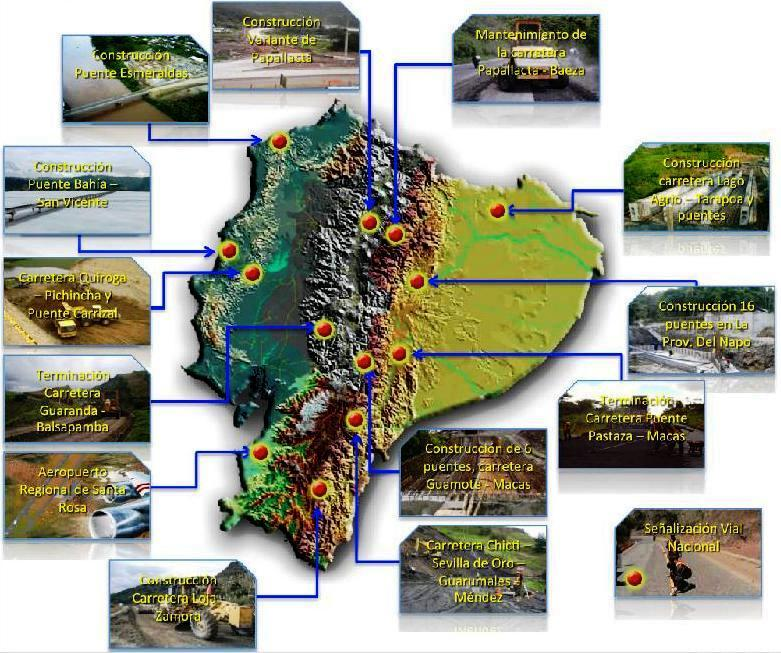 Construcción
Variante de
Papallacta
Mantenimiento de
la carretera
Papallacta - Baeza
Construcción
Puente Esmeraldas
Construcción
Puente Bahía –
San Vicente
Construcción
carretera Lago
Agrio – Tarapoa y
puentes
Carretera Quiroga
– Pichincha y
Puente Carrizal
Construcción 16
puentes en La
Prov. Del Napo
Terminación
Carretera
Guaranda -
Balsapamba
Terminación
Carretera Puente
Pastaza – Macas
Construcción de 6
puentes, carretera
Guamote - Macas
Aeropuerto
Regional de Santa
Rosa
Carretera Chicti –
Sevilla de Oro –
Guarumales -
Méndez
Señalización Vial
Nacional
Construcción
Carretera Loja -
Zamora